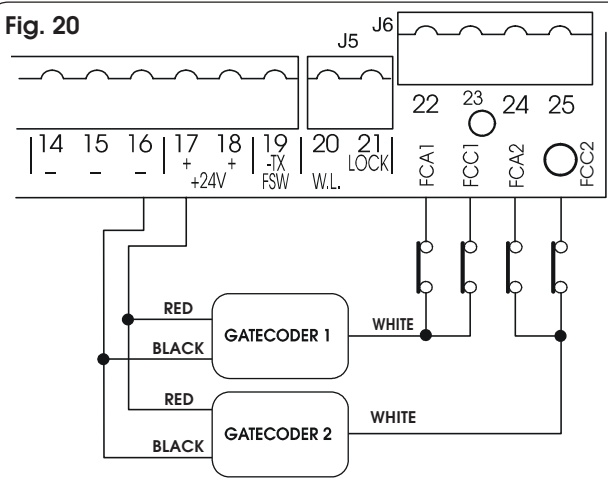 Fig. 20
J5
J6
14 15 16 17 18 19 20 21 22 23 24 25
– – – + + -TX LOCK
+24V FSW W.L.
FCA1 FCC1 FCA2 FCC2
RED
GATECODER 1
WHITE
BLACK
RED
GATECODER 2
WHITE
BLACK